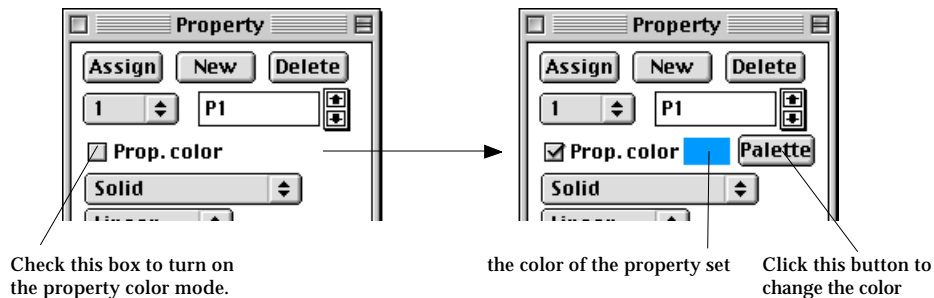 Property
Assign New Delete
1 P1
Prop. color
Solid
Linear
Check this box to turn on
the property color mode.
Property
Assign New Delete
1 P1
Prop. color Palette
Solid
the color of the property set
Click this button to
change the color